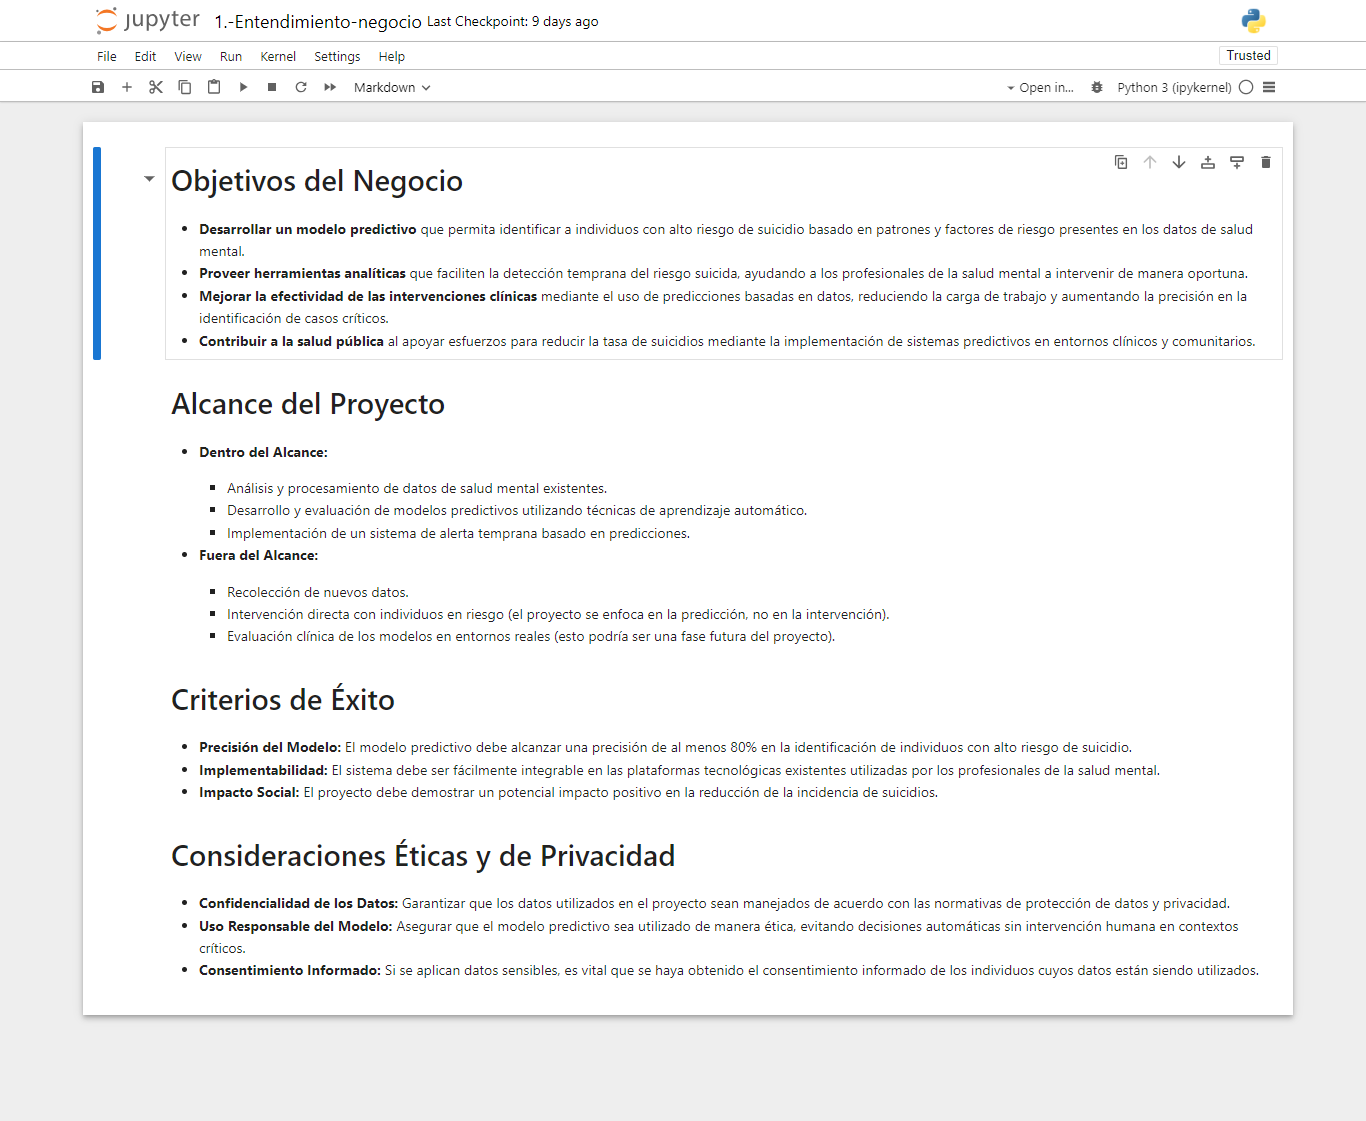 jupyter 1.-Entendimiento-negocio Last Checkpoint: 9 days ago
File Edit View Run Kernel Settings Help Trusted
Markdown Open in... Python 3 (ipykernel)
Objetivos del Negocio
Desarrollar un modelo predictivo que permita identificar a individuos con alto riesgo de suicidio basado en patrones y factores de riesgo presentes en los datos de salud
mental.
Proveer herramientas analíticas que faciliten la detección temprana del riesgo suicida, ayudando a los profesionales de la salud mental a intervenir de manera oportuna.
Mejorar la efectividad de las intervenciones clínicas mediante el uso de predicciones basadas en datos, reduciendo la carga de trabajo y aumentando la precisión en la
identificación de casos críticos.
Contribuir a la salud pública al apoyar esfuerzos para reducir la tasa de suicidios mediante la implementación de sistemas predictivos en entornos clínicos y comunitarios.
Alcance del Proyecto
Dentro del Alcance:
Análisis y procesamiento de datos de salud mental existentes.
Desarrollo y evaluación de modelos predictivos utilizando técnicas de aprendizaje automático.
Implementación de un sistema de alerta temprana basado en predicciones.
Fuera del Alcance:
Recolección de nuevos datos.
Intervención directa con individuos en riesgo (el proyecto se enfoca en la predicción, no en la intervención).
Evaluación clínica de los modelos en entornos reales (esto podría ser una fase futura del proyecto).
Criterios de Éxito
Precisión del Modelo: El modelo predictivo debe alcanzar una precisión de al menos 80% en la identificación de individuos con alto riesgo de suicidio.
Implementabilidad: El sistema debe ser fácilmente integrable en las plataformas tecnológicas existentes utilizadas por los profesionales de la salud mental.
Impacto Social: El proyecto debe demostrar un potencial impacto positivo en la reducción de la incidencia de suicidios.
Consideraciones Éticas y de Privacidad
Confidencialidad de los Datos: Garantizar que los datos utilizados en el proyecto sean manejados de acuerdo con las normativas de protección de datos y privacidad.
Uso Responsable del Modelo: Asegurar que el modelo predictivo sea utilizado de manera ética, evitando decisiones automáticas sin intervención humana en contextos
críticos.
Consentimiento Informado: Si se aplican datos sensibles, es vital que se haya obtenido el consentimiento informado de los individuos cuyos datos están siendo utilizados.